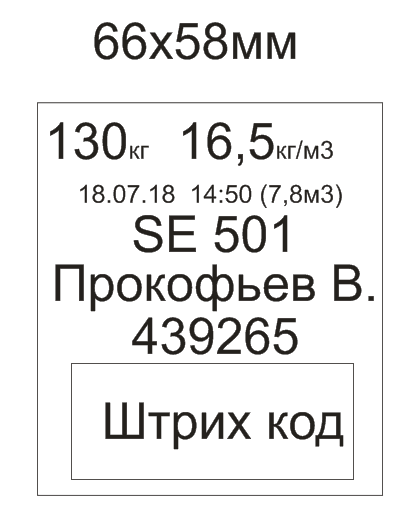 66х58мм
130кг 16,5кг/м3
18.07.18 14:50 (7,8м3)
SE 501
Прокофьев В.
439265
Штрих код